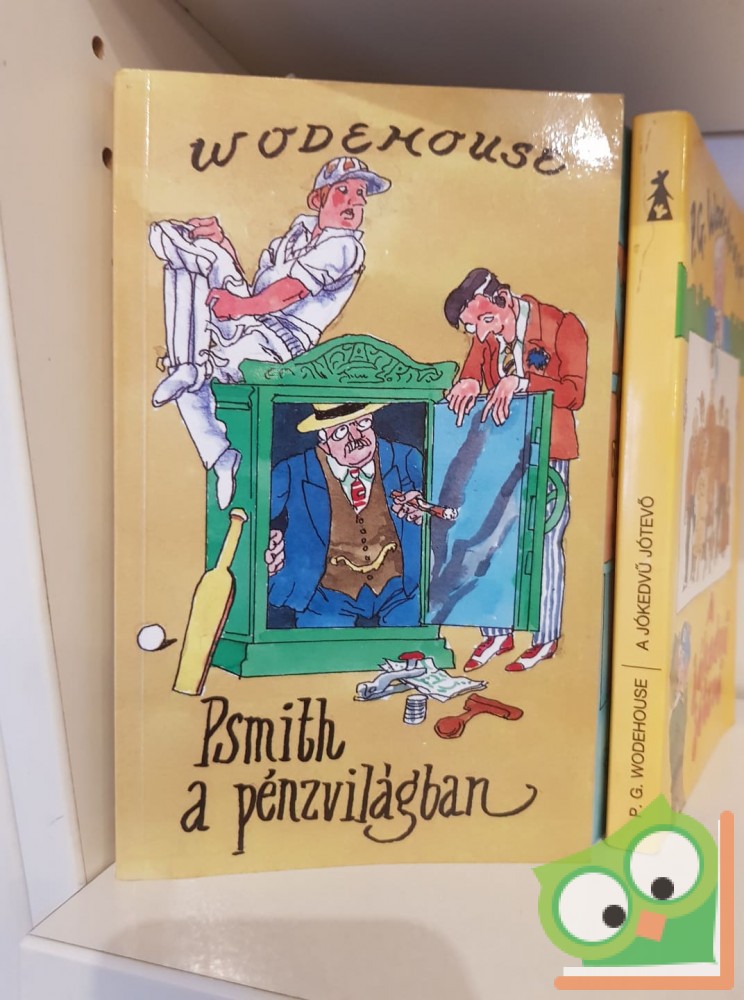 WODEHOUSE
Psmith
a pénzvilágban
P. G. WODEHOUSE | A JÓKEDVŰ JÓTEVŐ
P.G.